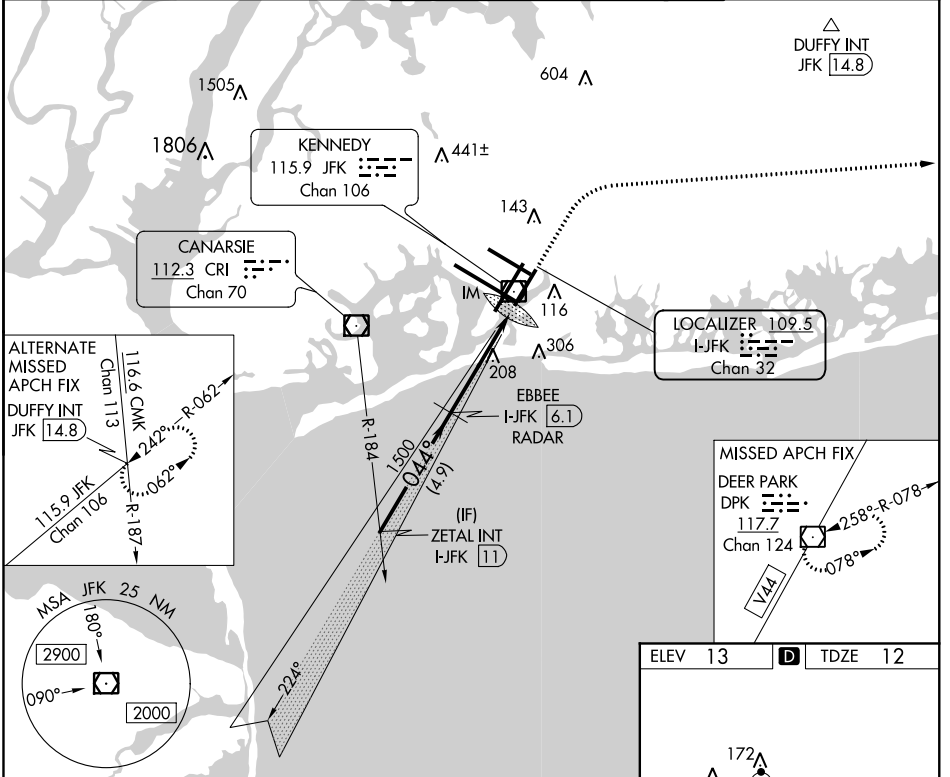 DUFFY INT
JFK 14.8
604
1505
1806
KENNEDY
115.9 JFK
Chan 106
441±
143
CANARSIE
112.3 CRI
Chan 70
IM
116
LOCALIZER 109.5
I-JFK
Chan 32
306
208
ALTERNATE
MISSED
APCH FIX
DUFFY INT
JFK 14.8
116.6 CMK
Chan 113
R-062
242°
062°
115.9 JFK
Chan 106
R-187
R-184
EBBEE
I-JFK 6.1
RADAR
1500
044°
(4.9)
(IF)
ZETAL INT
I-JFK 11
224°
MISSED APCH FIX
DEER PARK
DPK
117.7
Chan 124
258°
R-078
078°
V44
MSA JFK 25 NM
180°
2900
090°
2000
ELEV 13
D
TDZE 12
172